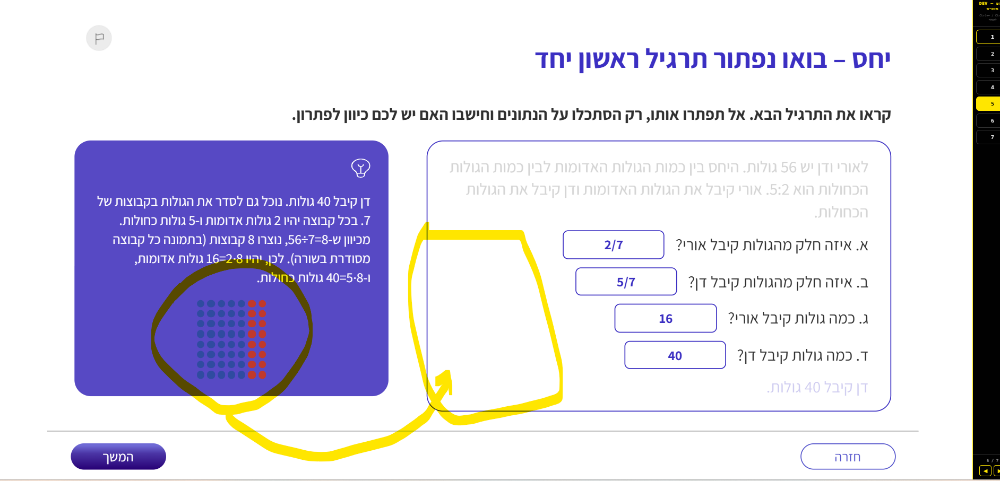 יחס – בואו נפתור תרגיל ראשון יחד
קראו את התרגיל הבא. אל תפתרו אותו, רק הסתכלו על הנתונים וחישבו האם יש לכם כיוון לפתרון.
לאורי ודן יש 56 גולות. היחס בין כמות הגולות האדומות לבין כמות הגולות
הכחולות הוא 5:2. אורי קיבל את הגולות האדומות ודן קיבל את הגולות
הכחולות.
א. איזה חלק מהגולות קיבל אורי? 2/7
ב. איזה חלק מהגולות קיבל דן? 5/7
ג. כמה גולות קיבל אורי? 16
ד. כמה גולות קיבל דן? 40
דן קיבל 40 גולות.
דן קיבל 40 גולות. נוכל גם לסדר את הגולות בקבוצות של
7. בכל קבוצה יהיו 2 גולות אדומות ו-5 גולות כחולות.
מכיוון ש-8=7÷56, נוצרו 8 קבוצות (בתמונה כל קבוצה
מסודרת בשורה). לכן, יהיו 8·2=16 גולות אדומות,
ו-8·5=40 גולות כחולות.
חזרה
המשך
DEV –
מסכים
1
2
3
4
5
6
7
5 / 7